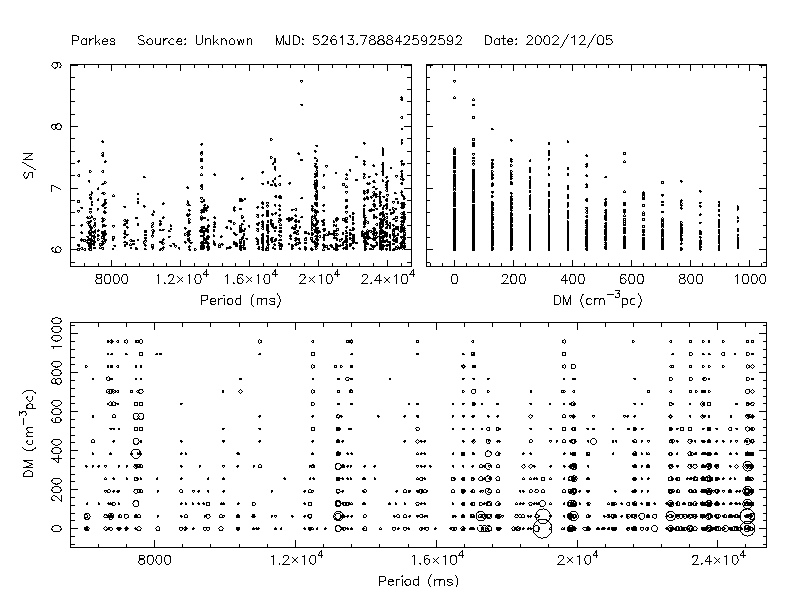 Parkes Source: Unknown MJD: 52613.788842592592 Date: 2002/12/05
S/N
9
8
7
6
8000 1.2×10⁴ 1.6×10⁴ 2×10⁴ 2.4×10⁴
Period (ms)
0 200 400 600 800 1000
DM (cm⁻³pc)
DM (cm⁻³pc)
1000
800
600
400
200
0
8000 1.2×10⁴ 1.6×10⁴ 2×10⁴ 2.4×10⁴
Period (ms)